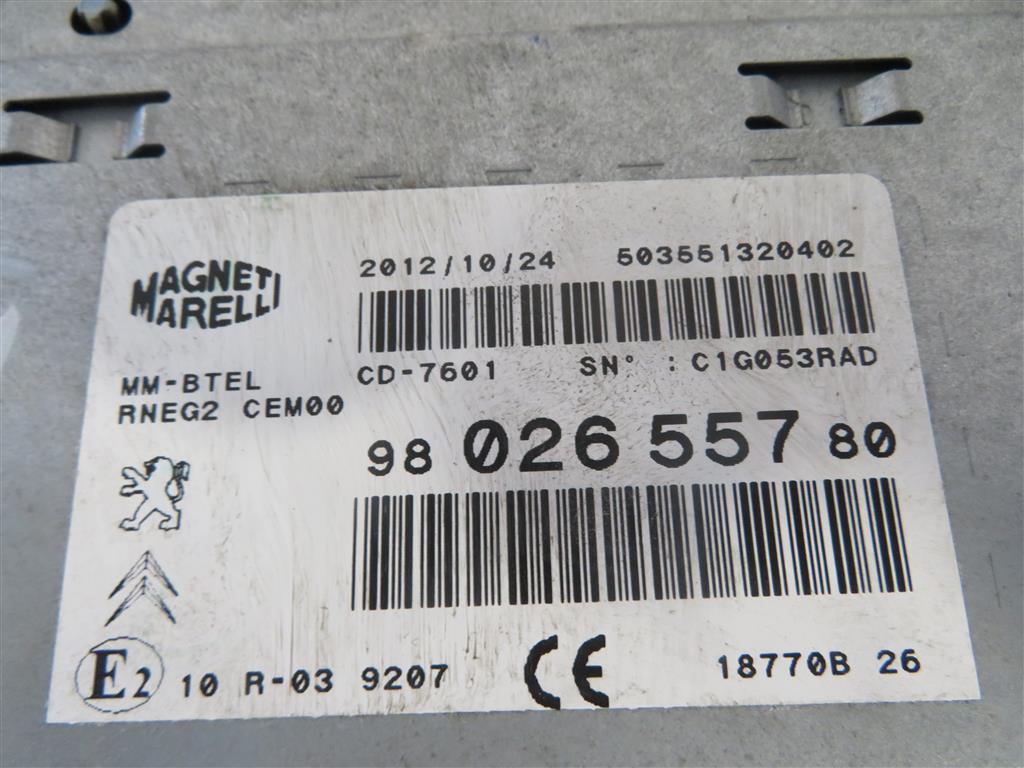 MAGNETI
MARELLI
2012/10/24 503551320402
MM-BTEL
RNEG2 CEM00
CD-7601 SN° : C1G053RAD
98 026 557 80
E2 10 R-03 9207 CE 18770B 26